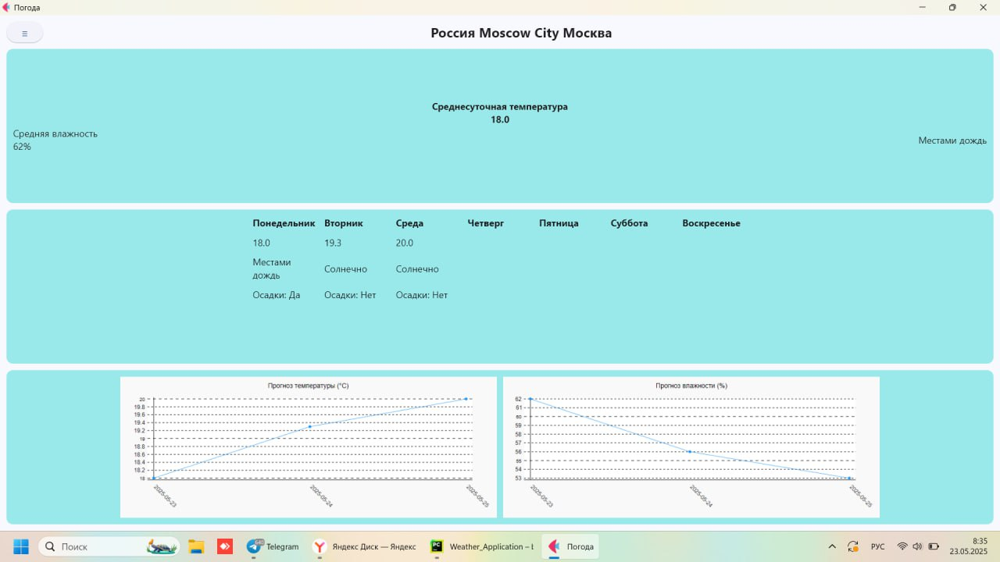 Погода
Россия Moscow City Москва
Среднесуточная температура
18.0
Средняя влажность
62%
Местами дождь
Понедельник Вторник Среда Четверг Пятница Суббота Воскресенье
18.0 19.3 20.0
Местами
дождь
Солнечно Солнечно
Осадки: Да Осадки: Нет Осадки: Нет
Прогноз температуры (°C)
20
19.8
19.6
19.4
19.2
19
18.8
18.6
18.4
18.2
18
2025-05-23
2025-05-24
2025-05-25
Прогноз влажности (%)
62
61
60
59
58
57
56
55
54
53
2025-05-23
2025-05-24
2025-05-25
Поиск
Telegram
Яндекс Диск — Яндекс
PC
Weather_Application –
Погода
РУС
8:35
23.05.2025